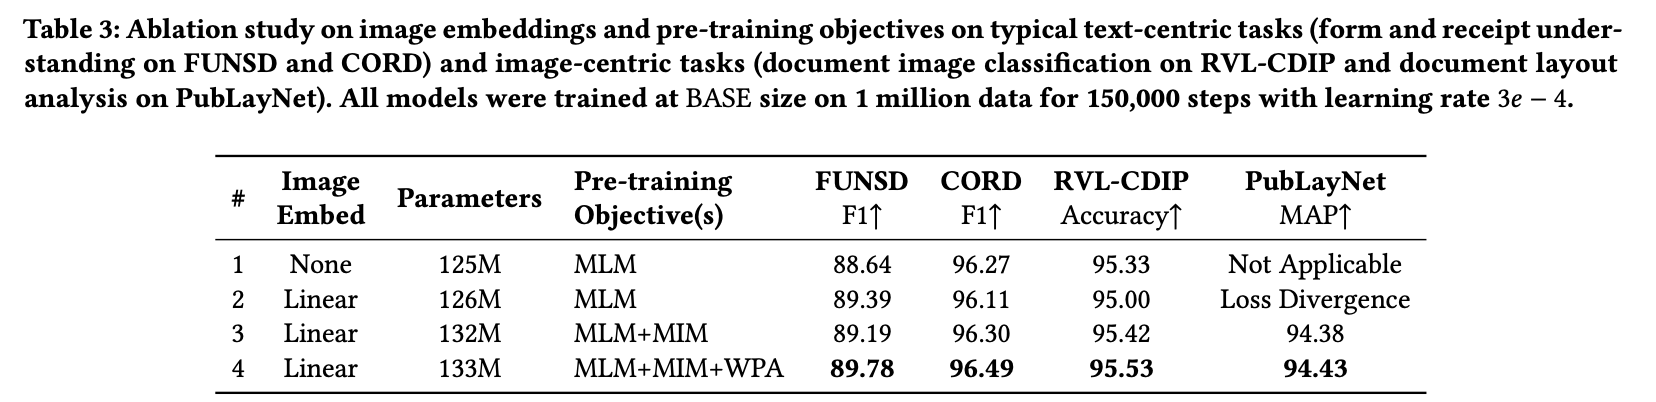 Table 3: Ablation study on image embeddings and pre-training objectives on typical text-centric tasks (form and receipt under-
standing on FUNSD and CORD) and image-centric tasks (document image classification on RVL-CDIP and document layout
analysis on PubLayNet). All models were trained at BASE size on 1 million data for 150,000 steps with learning rate 3e − 4.
# Image Embed Parameters Pre-training Objective(s) FUNSD F1↑ CORD F1↑ RVL-CDIP Accuracy↑ PubLayNet MAP↑
1 None 125M MLM 88.64 96.27 95.33 Not Applicable
2 Linear 126M MLM 89.39 96.11 95.00 Loss Divergence
3 Linear 132M MLM+MIM 89.19 96.30 95.42 94.38
4 Linear 133M MLM+MIM+WPA 89.78 96.49 95.53 94.43